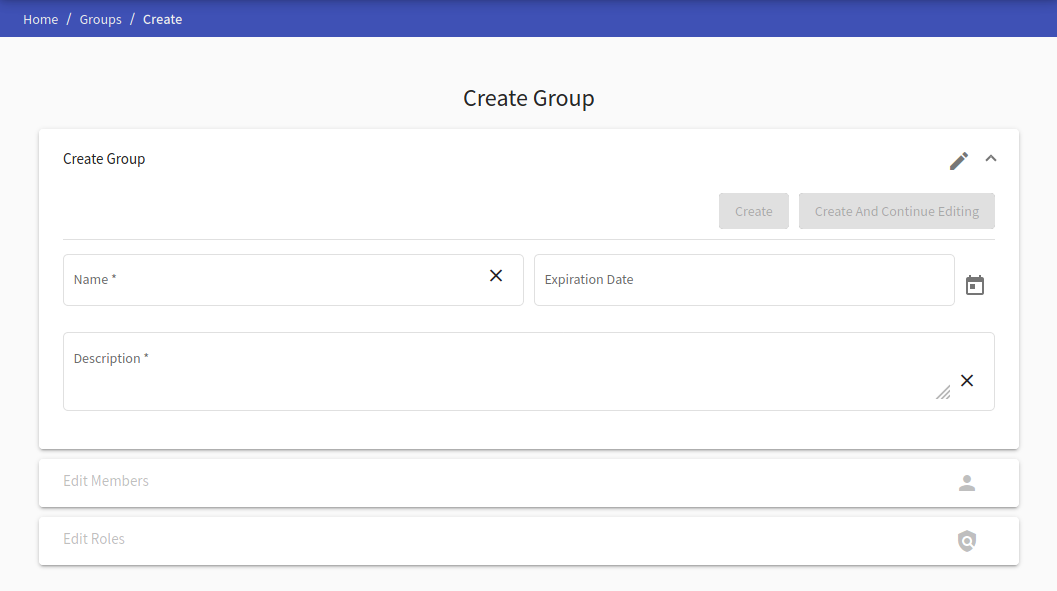 Home / Groups / Create
Create Group
Create Group
Create
Create And Continue Editing
Name *
Expiration Date
Description *
Edit Members
Edit Roles